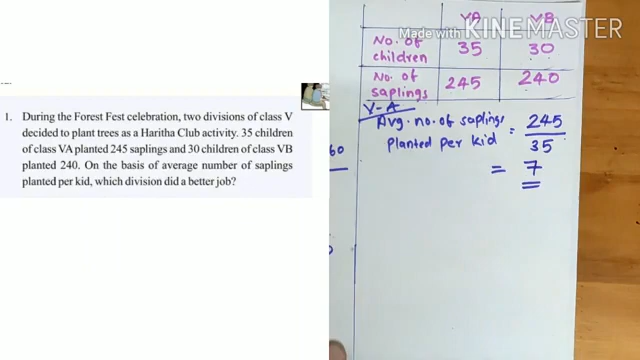 1. During the Forest Fest celebration, two divisions of class V
decided to plant trees as a Haritha Club activity. 35 children
of class VA planted 245 saplings and 30 children of class VB
planted 240. On the basis of average number of saplings
planted per kid, which division did a better job?
VA VB
Made with KINEMASTER
No. of children 35 30
No. of saplings 245 240
V-A
Avg. no. of saplings planted per kid = 245/35
= 7
60